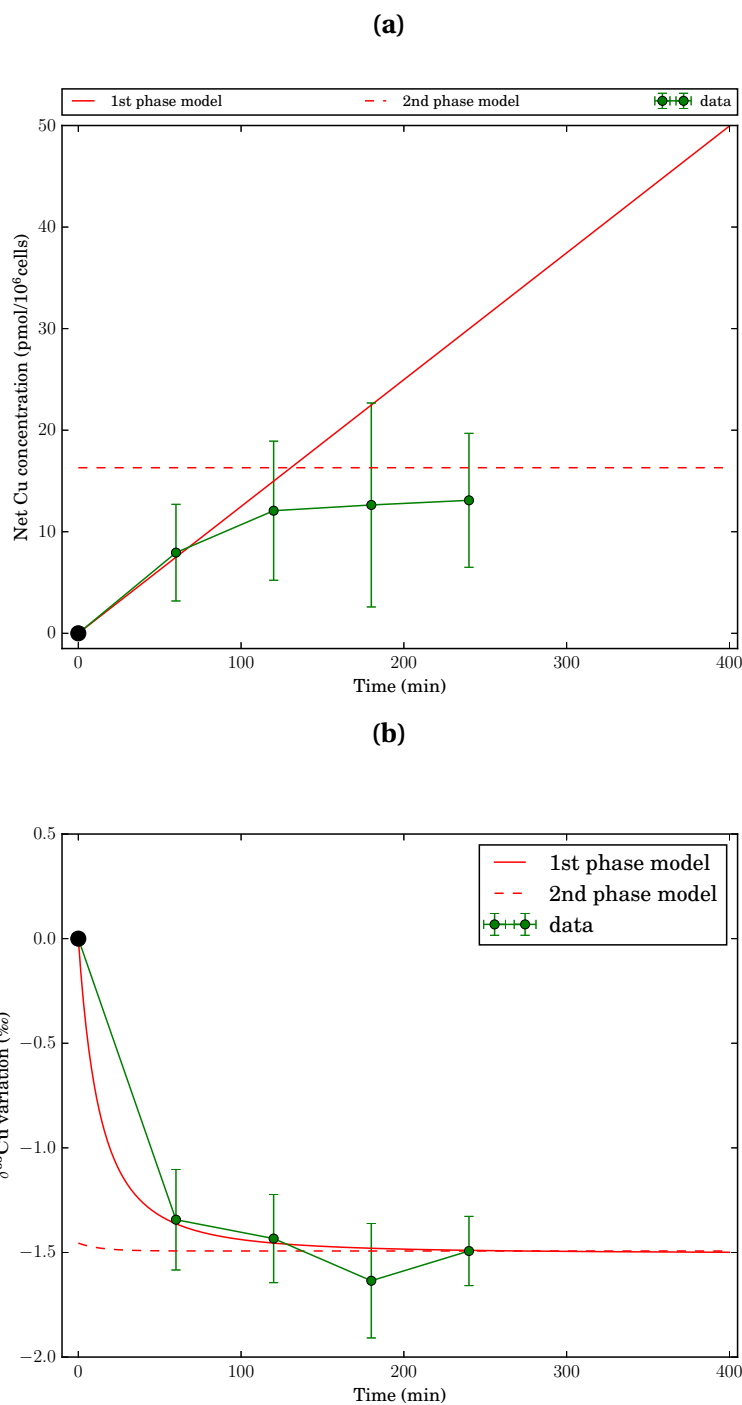 (a)
1st phase model 2nd phase model data
50
40
30
20
10
0
Net Cu concentration (pmol/10⁶cells)
0 100 200 300 400
Time (min)
(b)
0.5
0.0
−0.5
−1.0
−1.5
−2.0
Cu variation (‰)
1st phase model
2nd phase model
data
0 100 200 300 400
Time (min)